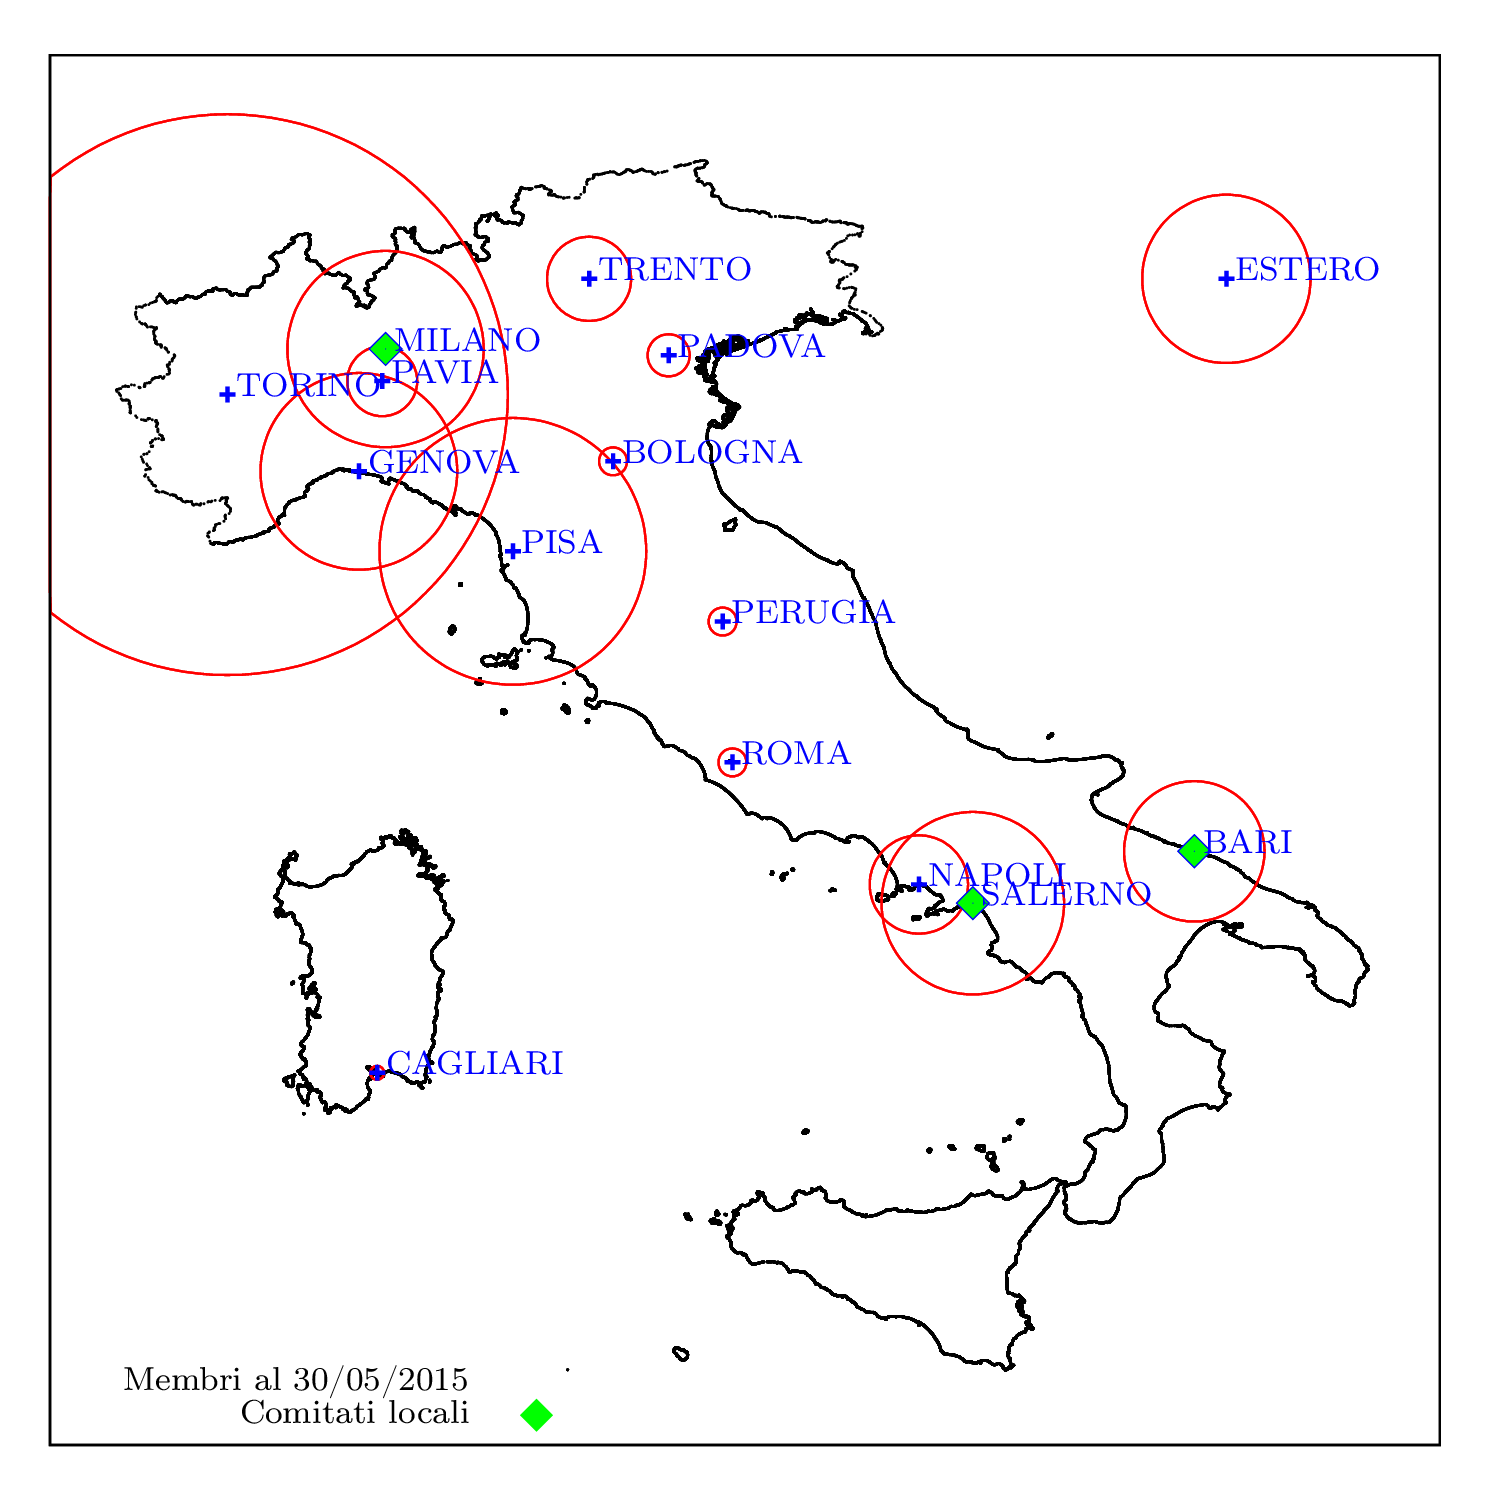 TRENTO
ESTERO
MILANO
PADOVA
PAVIA
TORINO
BOLOGNA
GENOVA
PISA
PERUGIA
ROMA
BARI
NAPOLI
SALERNO
CAGLIARI
Membri al 30/05/2015
Comitati locali